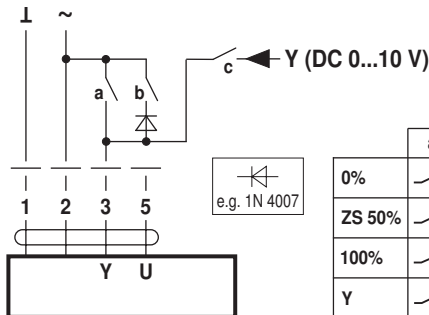 ⊥ ~
a b c Y (DC 0...10 V)
e.g. 1N 4007
1 2 3 5
Y U
0%
ZS 50%
100%
Y